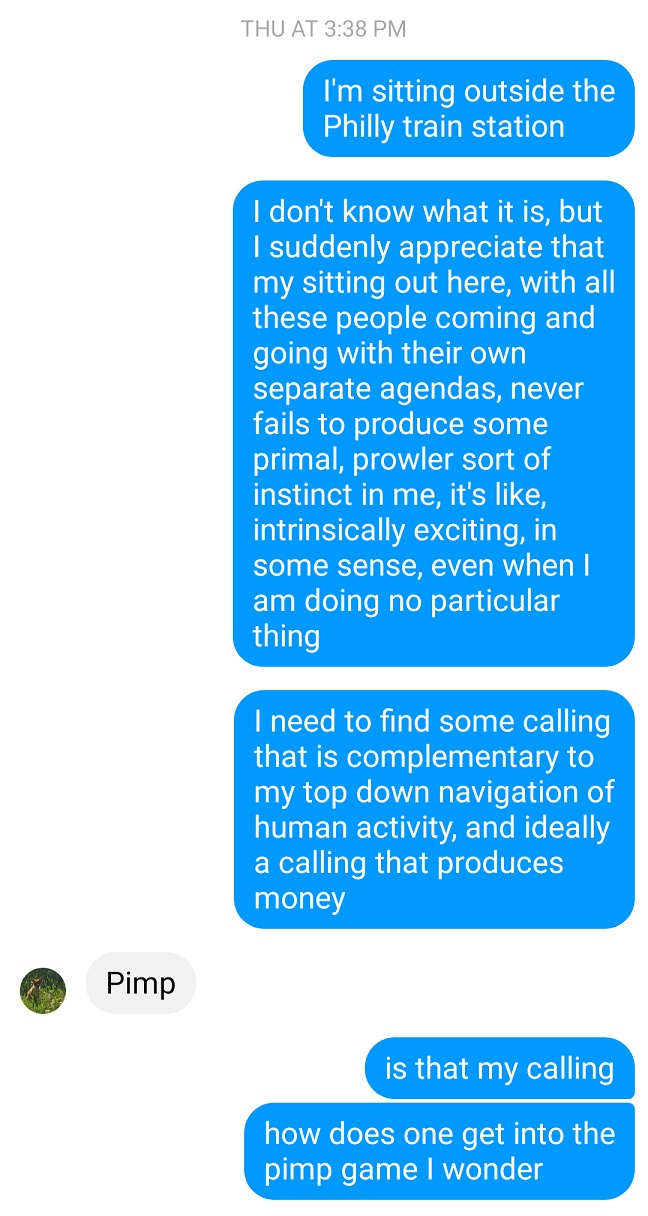 THU AT 3:38 PM
I'm sitting outside the
Philly train station
I don't know what it is, but
I suddenly appreciate that
my sitting out here, with all
these people coming and
going with their own
separate agendas, never
fails to produce some
primal, prowler sort of
instinct in me, it's like,
intrinsically exciting, in
some sense, even when I
am doing no particular
thing
I need to find some calling
that is complementary to
my top down navigation of
human activity, and ideally
a calling that produces
money
Pimp
is that my calling
how does one get into the
pimp game I wonder